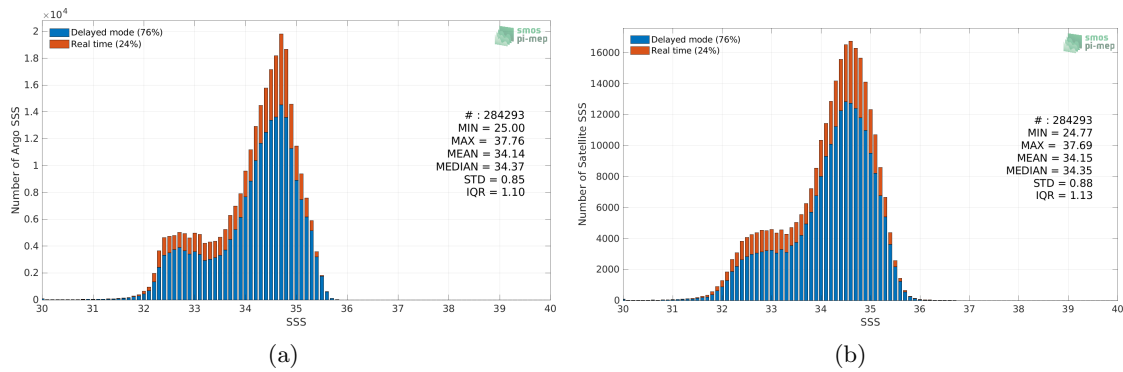 ×10⁴
2
1.8
1.6
1.4
1.2
1
0.8
0.6
0.4
0.2
0
Number of Argo SSS
Delayed mode (76%)
Real time (24%)
smos
pi-mep
# : 284293
MIN = 25.00
MAX = 37.76
MEAN = 34.14
MEDIAN = 34.37
STD = 0.85
IQR = 1.10
30 31 32 33 34 35 36 37 38 39 40
SSS
(a)
16000
14000
12000
10000
8000
6000
4000
2000
0
Number of Satellite SSS
Delayed mode (76%)
Real time (24%)
smos
pi-mep
# : 284293
MIN = 24.77
MAX = 37.69
MEAN = 34.15
MEDIAN = 34.35
STD = 0.88
IQR = 1.13
30 31 32 33 34 35 36 37 38 39 40
SSS
(b)